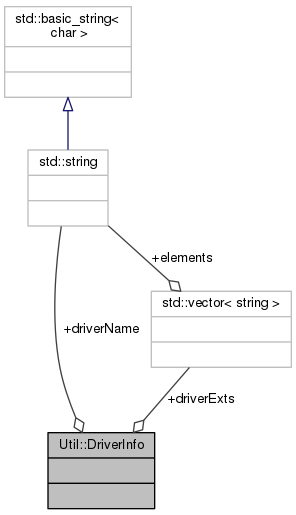 std::basic_string<
char >
std::string
+elements
std::vector< string >
+driverName
+driverExts
Util::DriverInfo